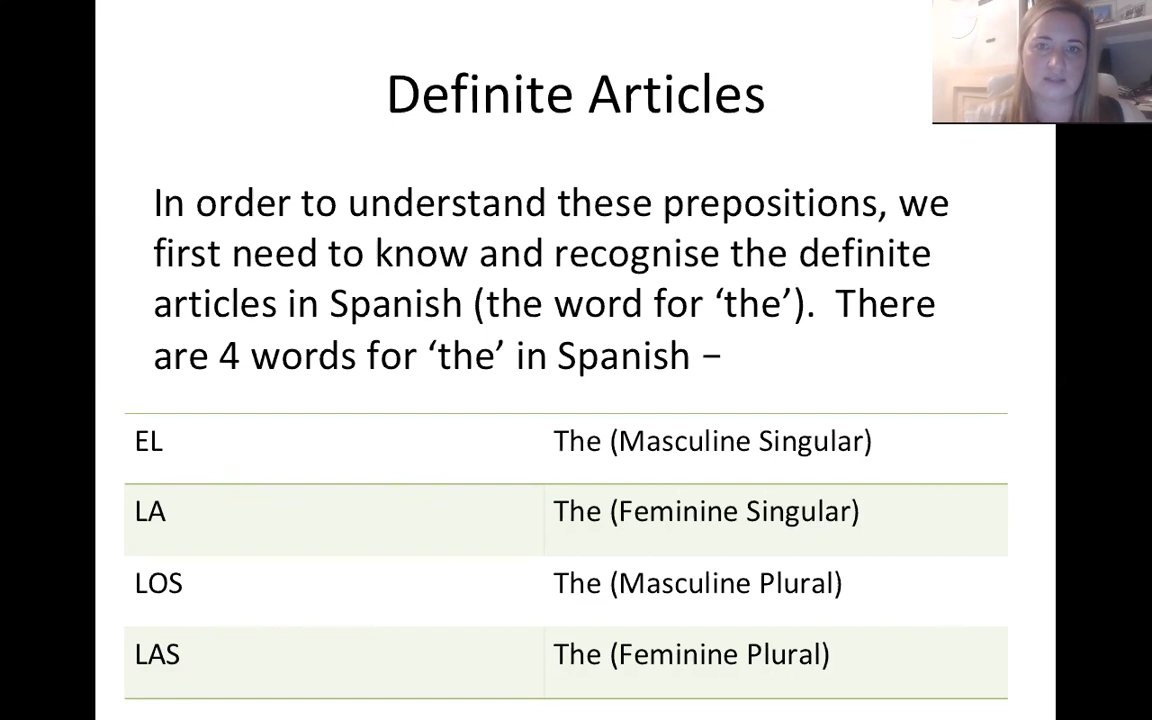 Definite Articles
In order to understand these prepositions, we
first need to know and recognise the definite
articles in Spanish (the word for ‘the’).  There
are 4 words for ‘the’ in Spanish –
EL The (Masculine Singular)
LA The (Feminine Singular)
LOS The (Masculine Plural)
LAS The (Feminine Plural)